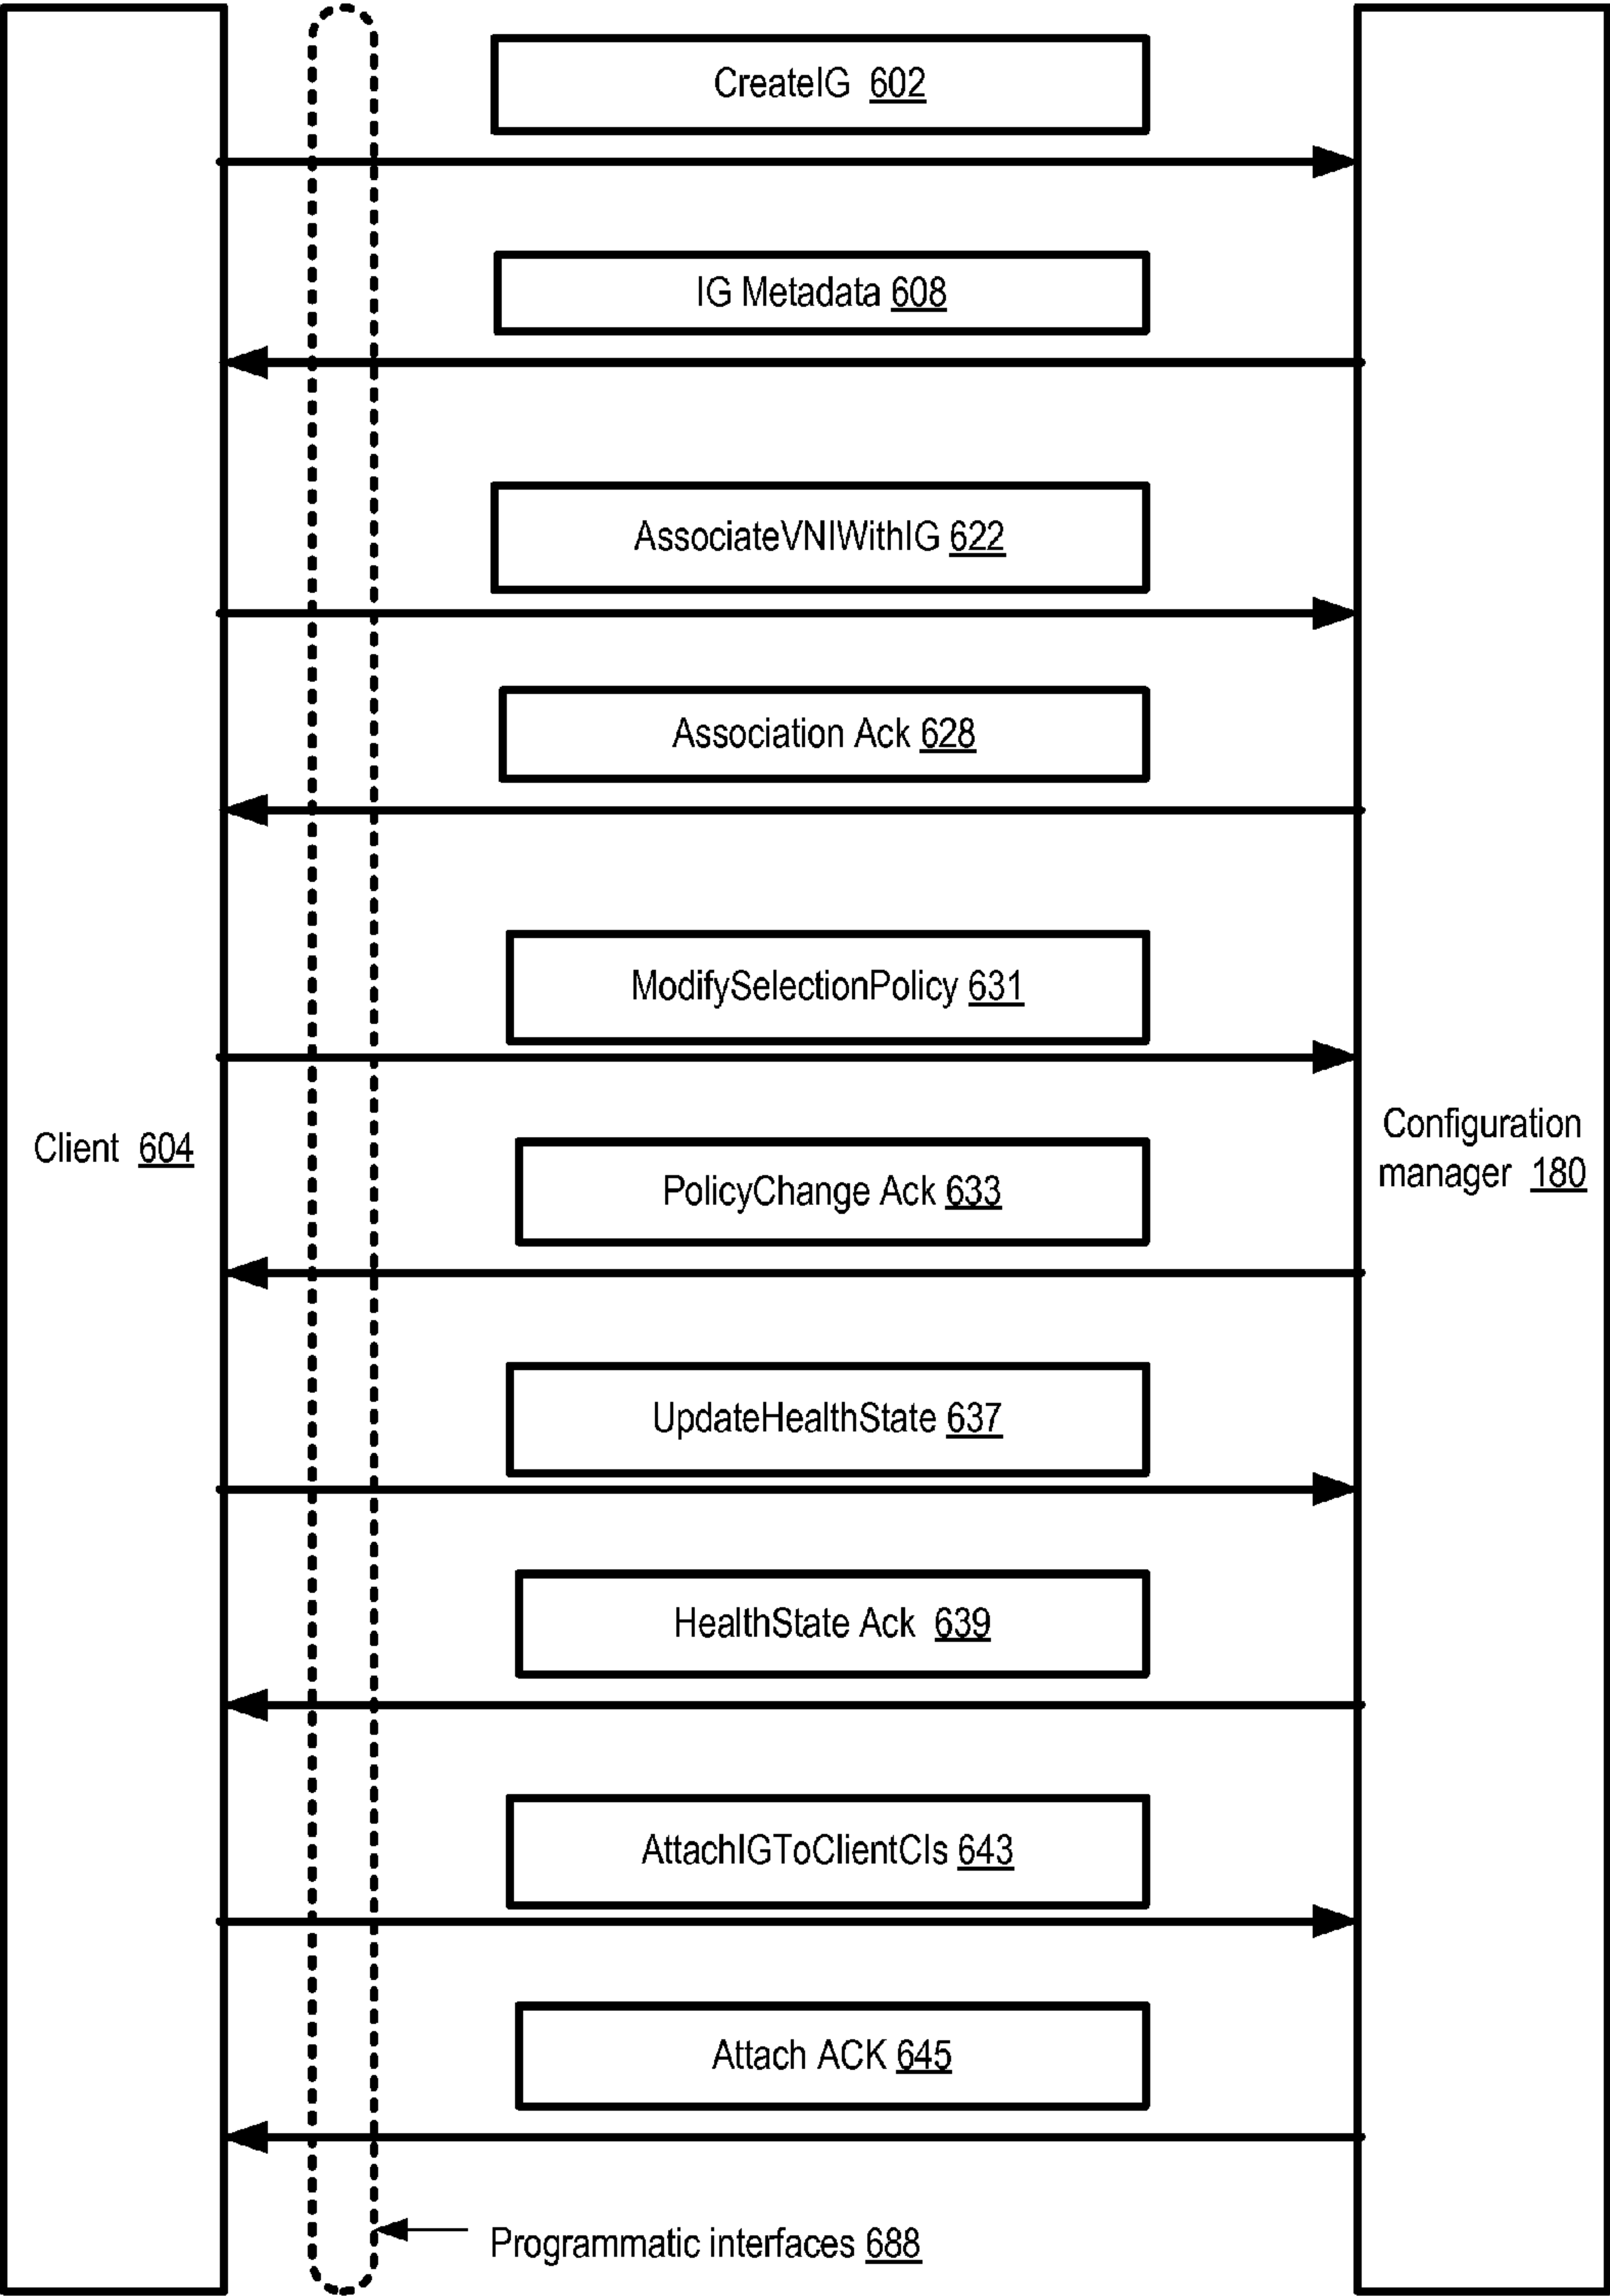 CreateIG 602
IG Metadata 608
AssociateVNIWithIG 622
Association Ack 628
ModifySelectionPolicy 631
Client 604
Configuration
manager 180
PolicyChange Ack 633
UpdateHealthState 637
HealthState Ack 639
AttachIGToClientCIs 643
Attach ACK 645
Programmatic interfaces 688